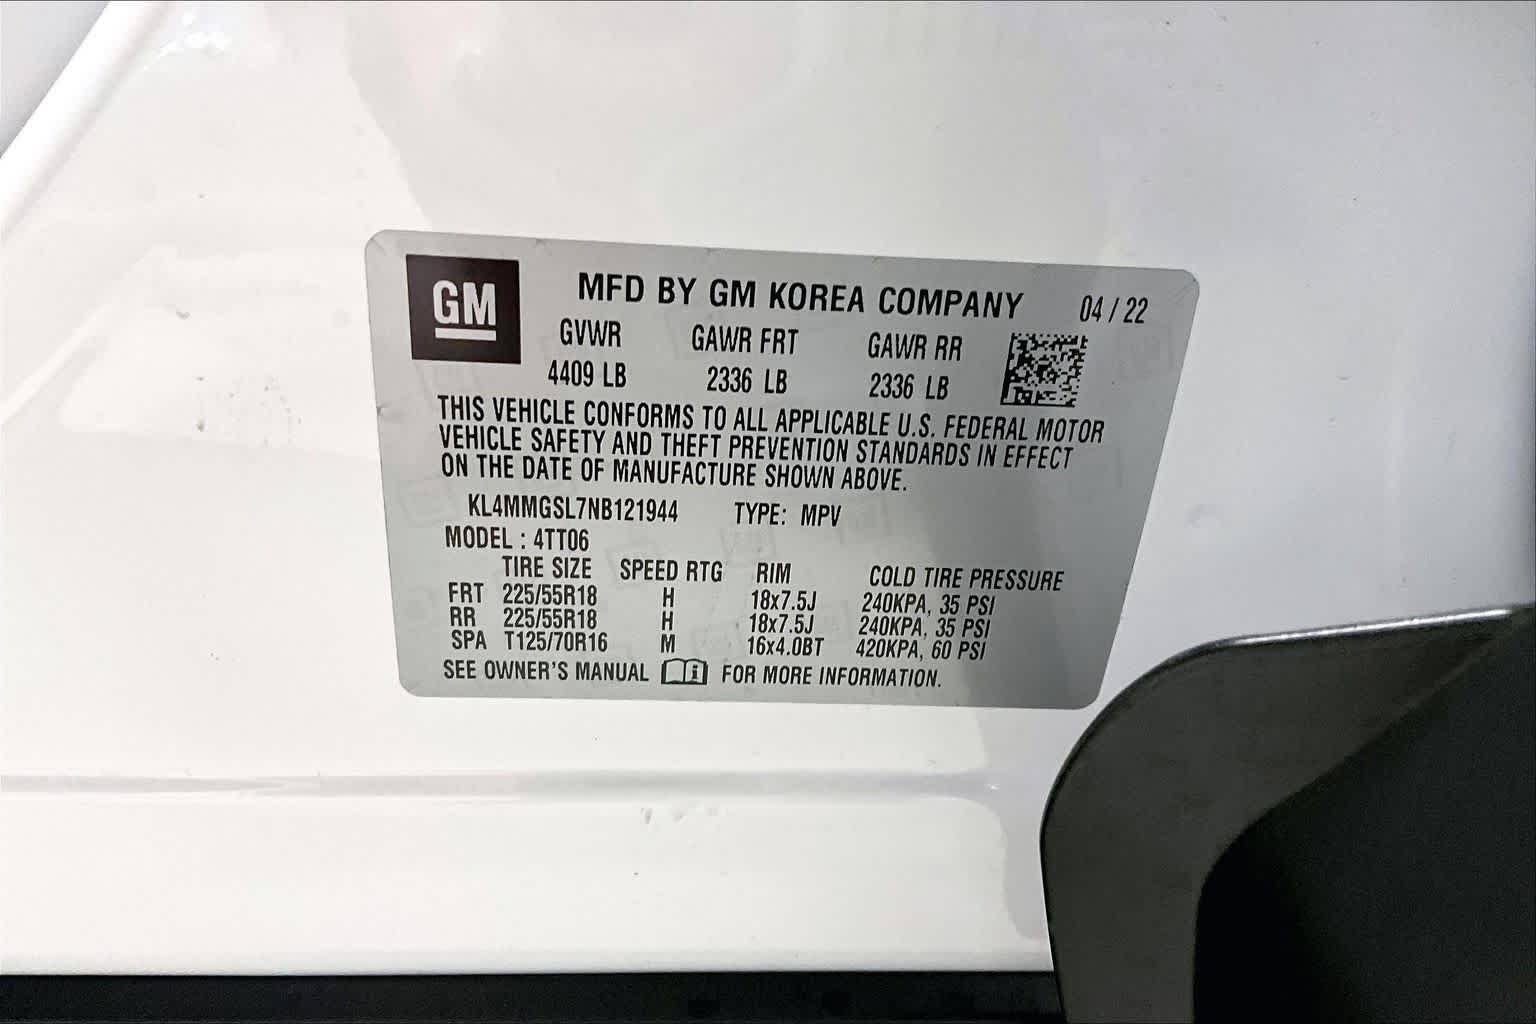 GM
MFD BY GM KOREA COMPANY 04 / 22
GVWR GAWR FRT GAWR RR
4409 LB 2336 LB 2336 LB
THIS VEHICLE CONFORMS TO ALL APPLICABLE U.S. FEDERAL MOTOR
VEHICLE SAFETY AND THEFT PREVENTION STANDARDS IN EFFECT
ON THE DATE OF MANUFACTURE SHOWN ABOVE.
KL4MMGSL7NB121944 TYPE: MPV
MODEL : 4TT06
TIRE SIZE SPEED RTG RIM COLD TIRE PRESSURE
FRT 225/55R18 H 18x7.5J 240KPA, 35 PSI
RR 225/55R18 H 18x7.5J 240KPA, 35 PSI
SPA T125/70R16 M 16x4.0BT 420KPA, 60 PSI
SEE OWNER'S MANUAL i FOR MORE INFORMATION.